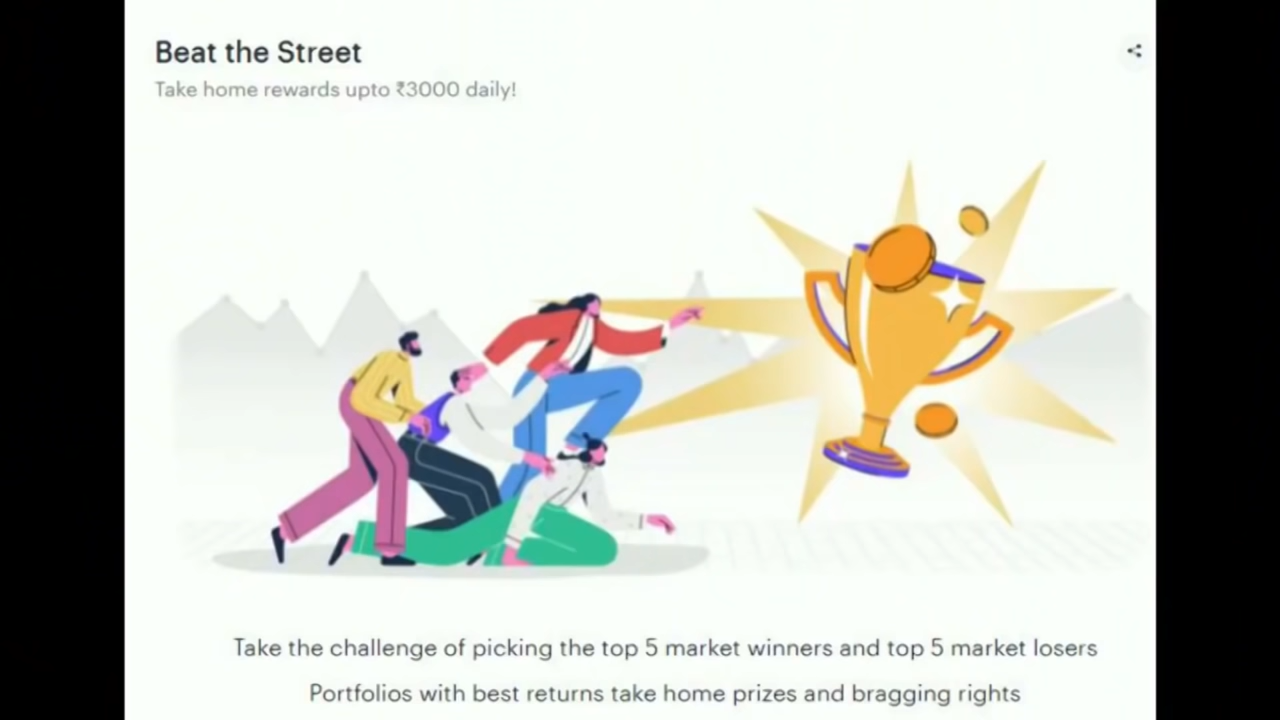 Beat the Street
Take home rewards upto ₹3000 daily!
Take the challenge of picking the top 5 market winners and top 5 market losers
Portfolios with best returns take home prizes and bragging rights